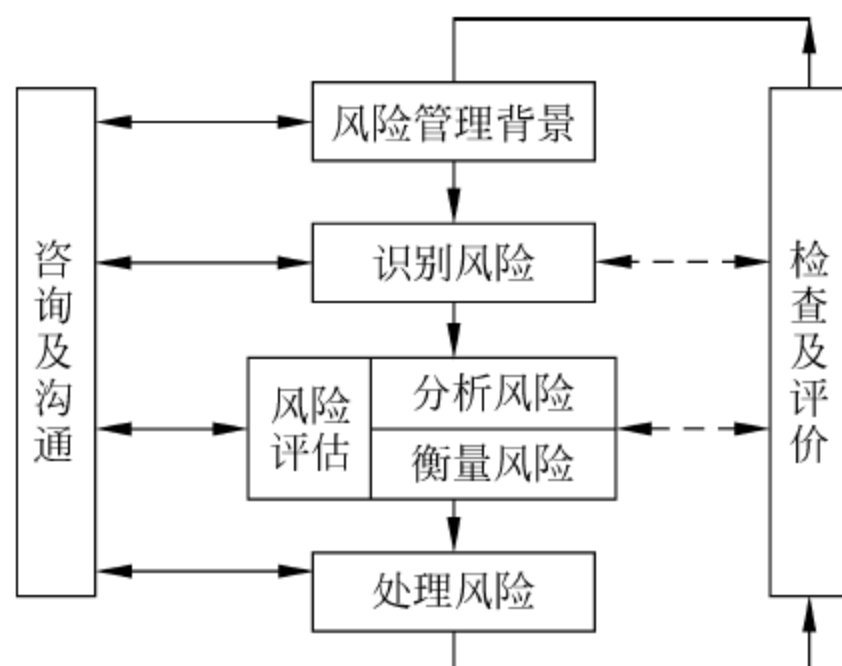 风险管理背景
识别风险
咨询及沟通
风险
评估
分析风险
衡量风险
检查及评价
处理风险